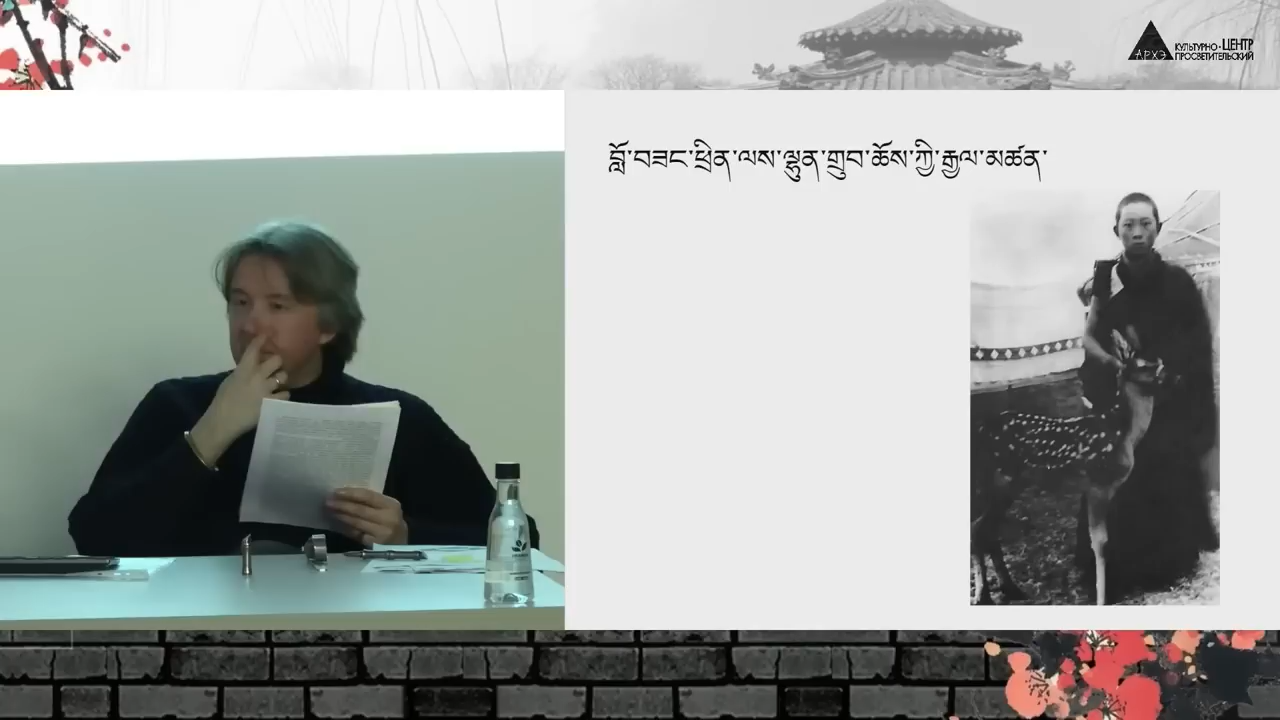 АРХЭ
КУЛЬТУРНО-ЦЕНТР
ПРОСВЕТИТЕЛЬСКИЙ
བློ་བཟང་ཕྲིན་ལས་ལྷུན་གྲུབ་ཆོས་ཀྱི་རྒྱལ་མཚན་